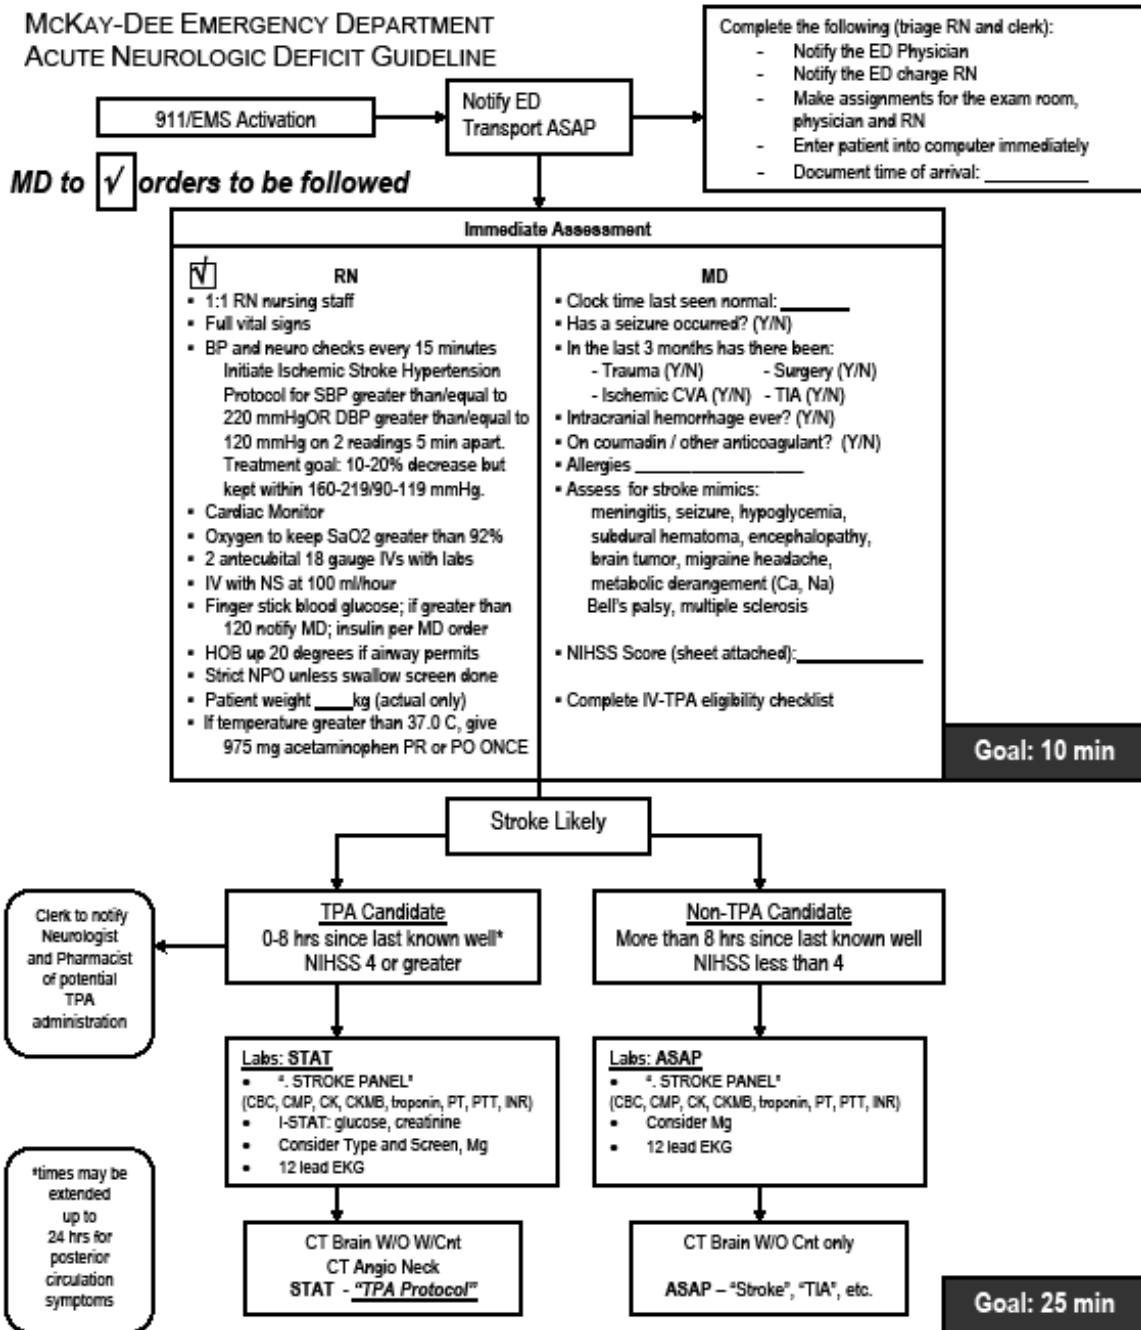 MCKAY-DEE EMERGENCY DEPARTMENT
ACUTE NEUROLOGIC DEFICIT GUIDELINE
911/EMS Activation
Notify ED
Transport ASAP
Complete the following (triage RN and clerk):
- Notify the ED Physician
- Notify the ED charge RN
- Make assignments for the exam room,
physician and RN
- Enter patient into computer immediately
- Document time of arrival: ___________
MD to √ orders to be followed
Immediate Assessment
√ RN
▪ 1:1 RN nursing staff
▪ Full vital signs
▪ BP and neuro checks every 15 minutes
Initiate Ischemic Stroke Hypertension
Protocol for SBP greater than/equal to
220 mmHgOR DBP greater than/equal to
120 mmHg on 2 readings 5 min apart.
Treatment goal: 10-20% decrease but
kept within 160-219/90-119 mmHg.
▪ Cardiac Monitor
▪ Oxygen to keep SaO2 greater than 92%
▪ 2 antecubital 18 gauge IVs with labs
▪ IV with NS at 100 ml/hour
▪ Finger stick blood glucose; if greater than
120 notify MD; insulin per MD order
▪ HOB up 20 degrees if airway permits
▪ Strict NPO unless swallow screen done
▪ Patient weight ____kg (actual only)
▪ If temperature greater than 37.0 C, give
975 mg acetaminophen PR or PO ONCE
MD
▪ Clock time last seen normal: _______
▪ Has a seizure occurred? (Y/N)
▪ In the last 3 months has there been:
- Trauma (Y/N) - Surgery (Y/N)
- Ischemic CVA (Y/N) - TIA (Y/N)
▪ Intracranial hemorrhage ever? (Y/N)
▪ On coumadin / other anticoagulant? (Y/N)
▪ Allergies _________________
▪ Assess for stroke mimics:
meningitis, seizure, hypoglycemia,
subdural hematoma, encephalopathy,
brain tumor, migraine headache,
metabolic derangement (Ca, Na)
Bell's palsy, multiple sclerosis
▪ NIHSS Score (sheet attached):_____________
▪ Complete IV-TPA eligibility checklist
Goal: 10 min
Stroke Likely
Clerk to notify
Neurologist
and Pharmacist
of potential
TPA
administration
TPA Candidate
0-8 hrs since last known well*
NIHSS 4 or greater
Non-TPA Candidate
More than 8 hrs since last known well
NIHSS less than 4
Labs: STAT
• ". STROKE PANEL"
(CBC, CMP, CK, CKMB, troponin, PT, PTT, INR)
• I-STAT: glucose, creatinine
• Consider Type and Screen, Mg
• 12 lead EKG
Labs: ASAP
• ". STROKE PANEL"
(CBC, CMP, CK, CKMB, troponin, PT, PTT, INR)
• Consider Mg
• 12 lead EKG
*times may be
extended
up to
24 hrs for
posterior
circulation
symptoms
CT Brain W/O W/Cnt
CT Angio Neck
STAT - "TPA Protocol"
CT Brain W/O Cnt only
ASAP – "Stroke", "TIA", etc.
Goal: 25 min